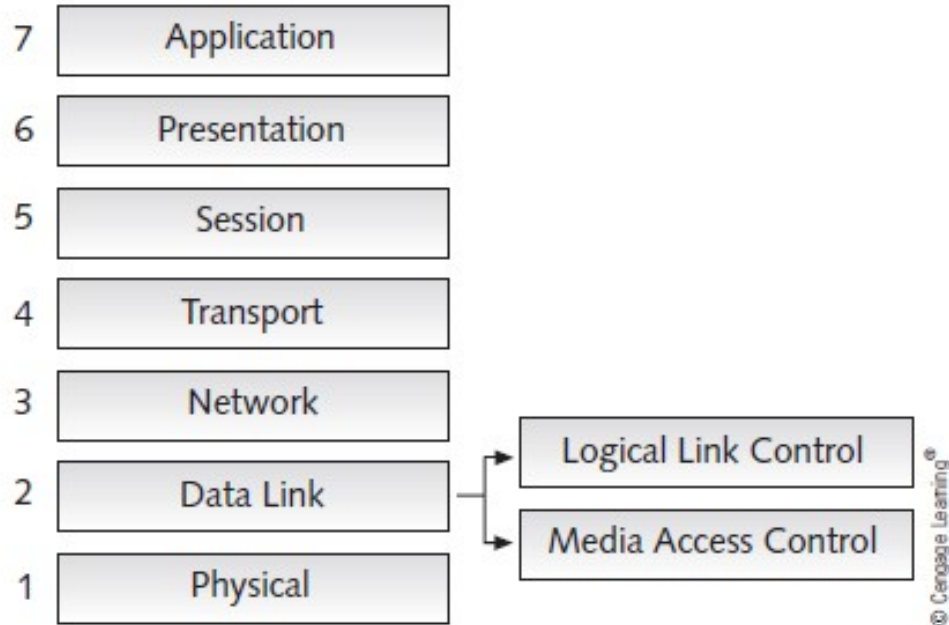 7 Application
6 Presentation
5 Session
4 Transport
3 Network
2 Data Link
Logical Link Control
Media Access Control
1 Physical
© Cengage Learning®